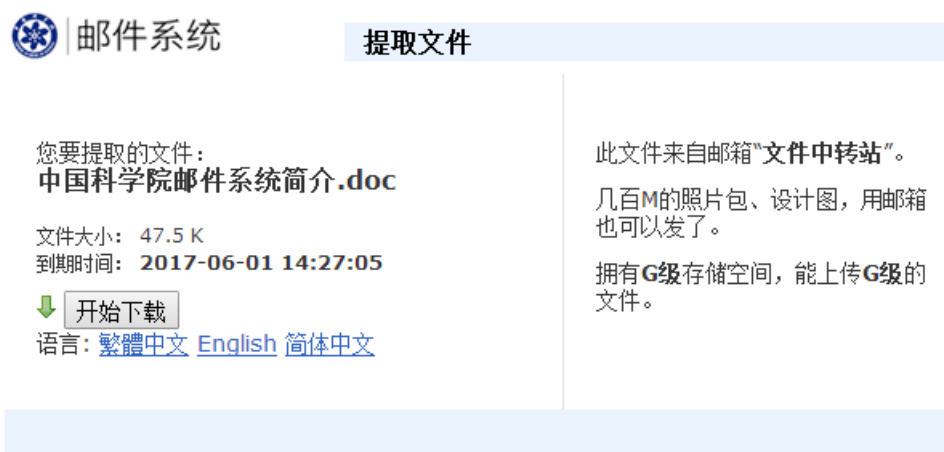 邮件系统
提取文件
您要提取的文件：
中国科学院邮件系统简介.doc
文件大小： 47.5 K
到期时间： 2017-06-01 14:27:05
开始下载
语言：繁體中文 English 简体中文
此文件来自邮箱“文件中转站”。
几百M的照片包、设计图，用邮箱
也可以发了。
拥有G级存储空间，能上传G级的
文件。